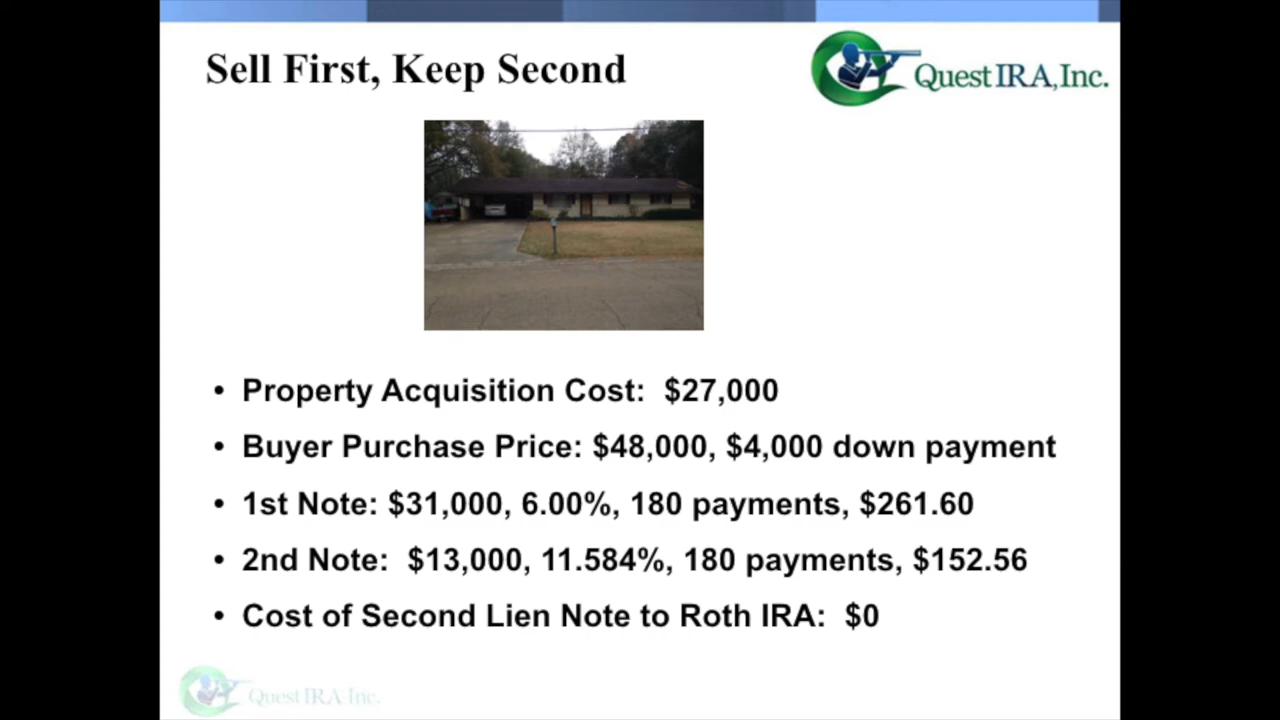 Sell First, Keep Second
Quest IRA, Inc.
• Property Acquisition Cost:  $27,000
• Buyer Purchase Price: $48,000, $4,000 down payment
• 1st Note: $31,000, 6.00%, 180 payments, $261.60
• 2nd Note:  $13,000, 11.584%, 180 payments, $152.56
• Cost of Second Lien Note to Roth IRA:  $0
Quest IRA, Inc.